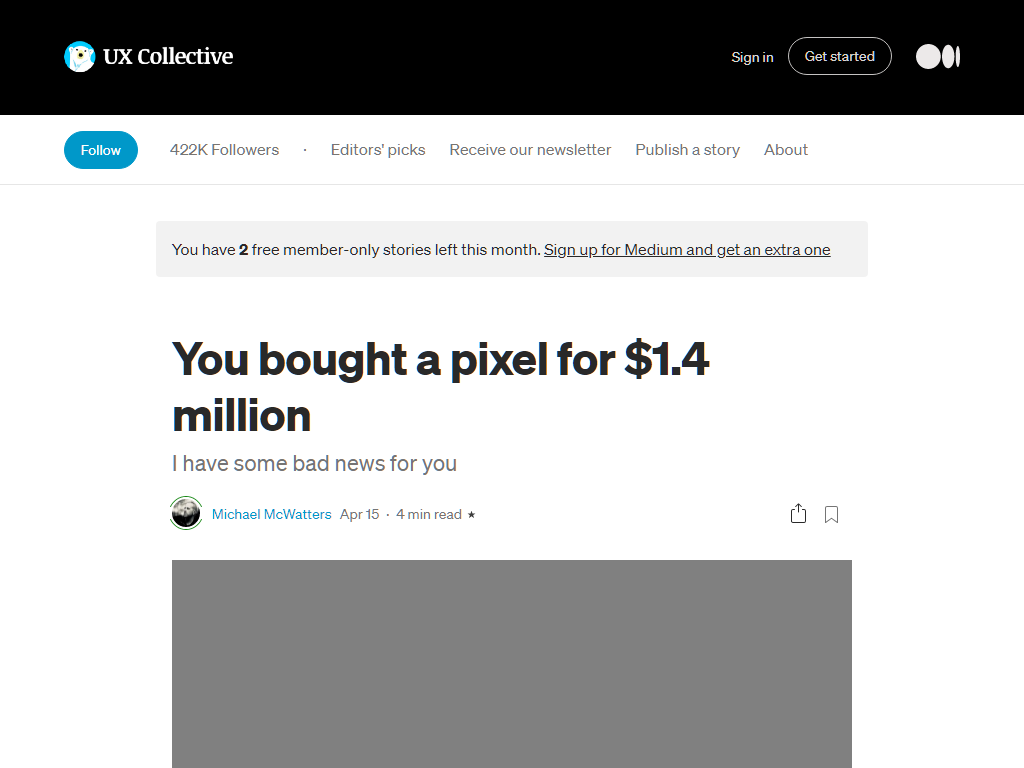 UX Collective
Sign in
Get started
Follow
422K Followers · Editors' picks Receive our newsletter Publish a story About
You have 2 free member-only stories left this month. Sign up for Medium and get an extra one
You bought a pixel for $1.4
million
I have some bad news for you
Michael McWatters Apr 15 · 4 min read ★